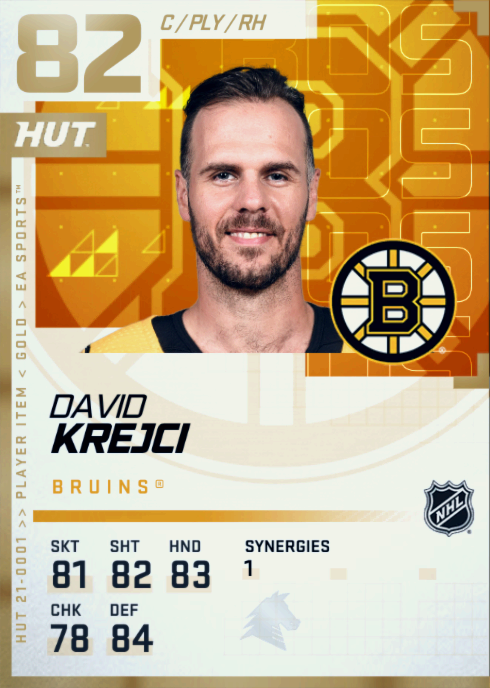 82
C / PLY / RH
HUT
HUT 21-0001 >> PLAYER ITEM < GOLD > EA SPORTS™
B
DAVID
KREJCI
BRUINS®
NHL
SKT SHT HND SYNERGIES
81 82 83 1
CHK DEF
78 84